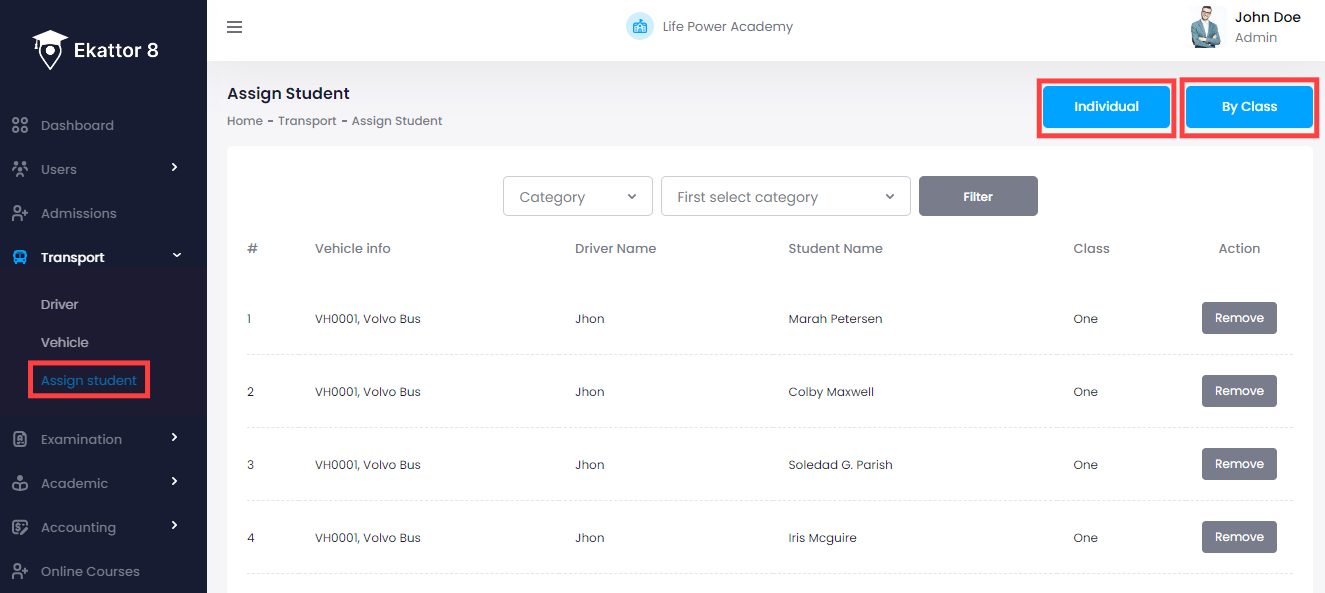 Ekattor 8
Life Power Academy
John Doe
Admin
Dashboard
Users
Admissions
Transport
Driver
Vehicle
Assign student
Examination
Academic
Accounting
Online Courses
Assign Student
Home - Transport - Assign Student
Individual
By Class
Category
First select category
Filter
# Vehicle info Driver Name Student Name Class Action
1 VH0001, Volvo Bus Jhon Marah Petersen One Remove
2 VH0001, Volvo Bus Jhon Colby Maxwell One Remove
3 VH0001, Volvo Bus Jhon Soledad G. Parish One Remove
4 VH0001, Volvo Bus Jhon Iris Mcguire One Remove